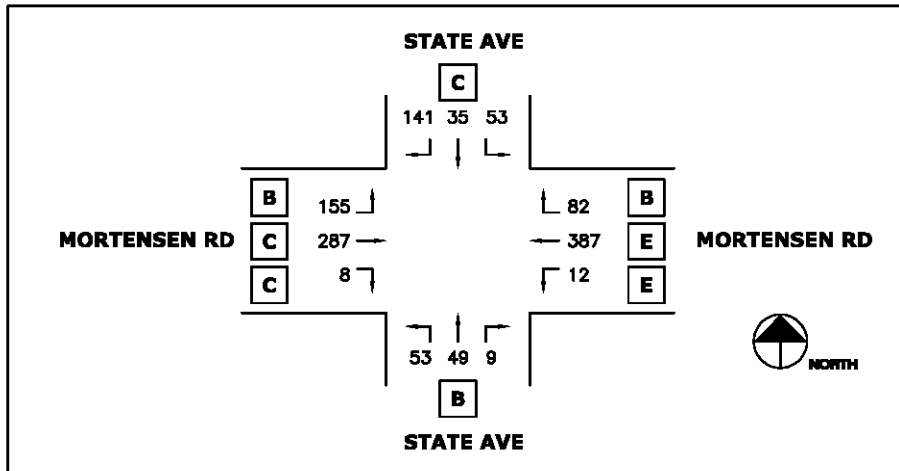 STATE AVE
C
141 35 53
B 155 82 B
MORTENSEN RD C 287 387 E MORTENSEN RD
C 8 12 E
53 49 9
NORTH
B
STATE AVE